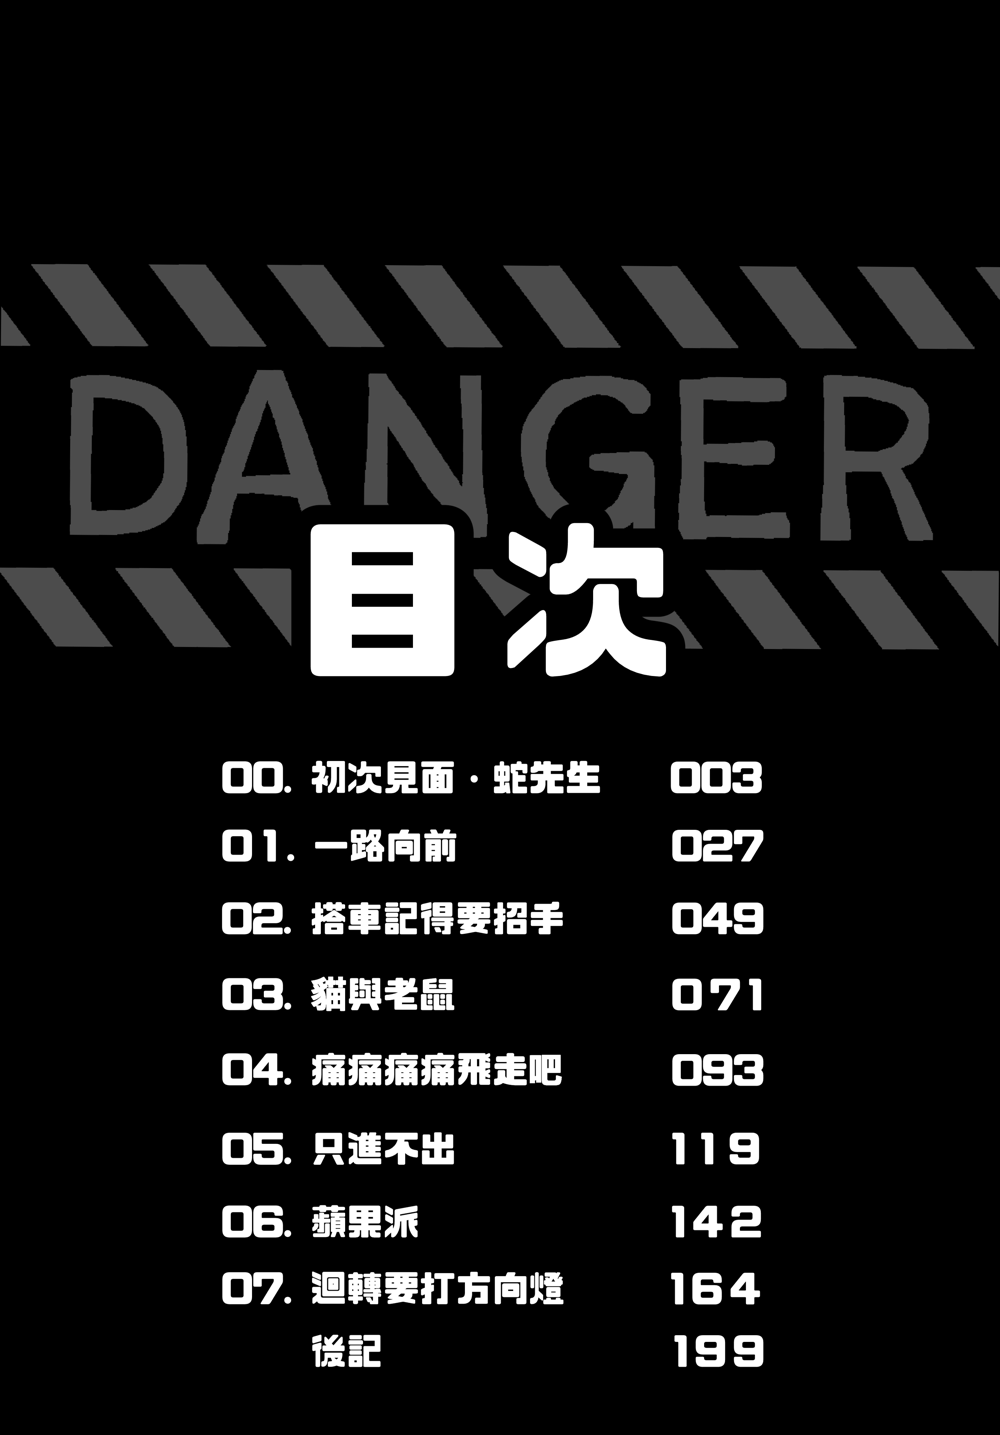 DANGER
目次
00. 初次見面・蛇先生 003
01. 一路向前 027
02. 搭車記得要招手 049
03. 貓與老鼠 071
04. 痛痛痛痛飛走吧 093
05. 只進不出 119
06. 蘋果派 142
07. 迴轉要打方向燈 164
後記 199